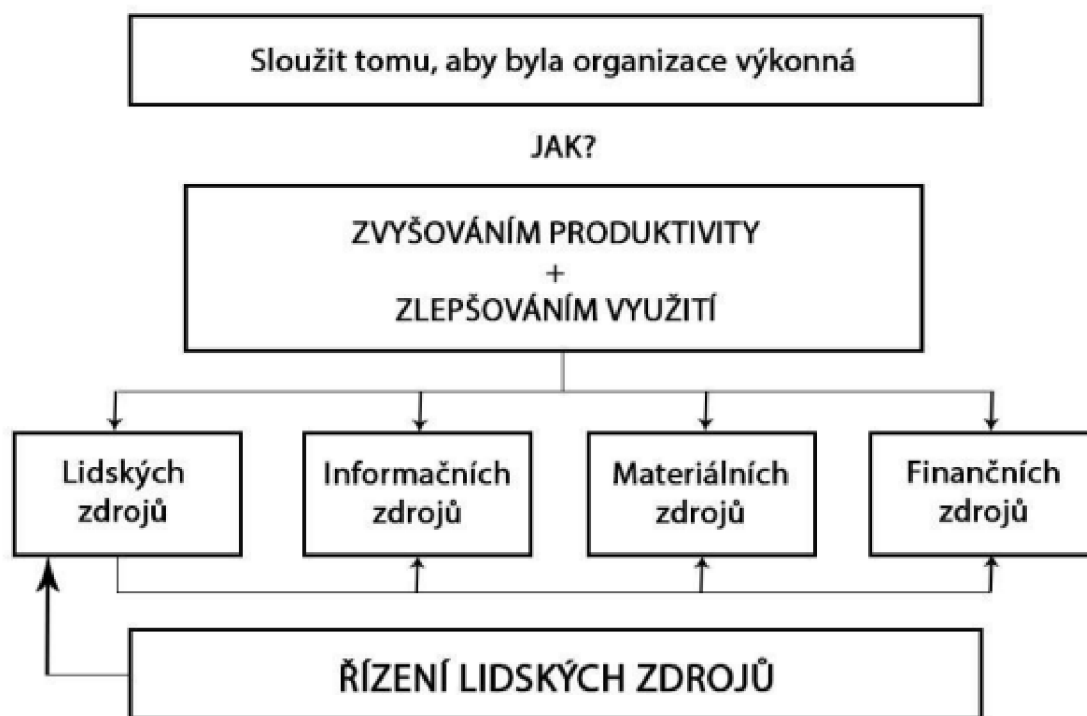 Sloužit tomu, aby byla organizace výkonná
JAK?
ZVYŠOVÁNÍM PRODUKTIVITY
+
ZLEPŠOVÁNÍM VYUŽITÍ
Lidských
zdrojů
Informačních
zdrojů
Materiálních
zdrojů
Finančních
zdrojů
ŘÍZENÍ LIDSKÝCH ZDROJŮ